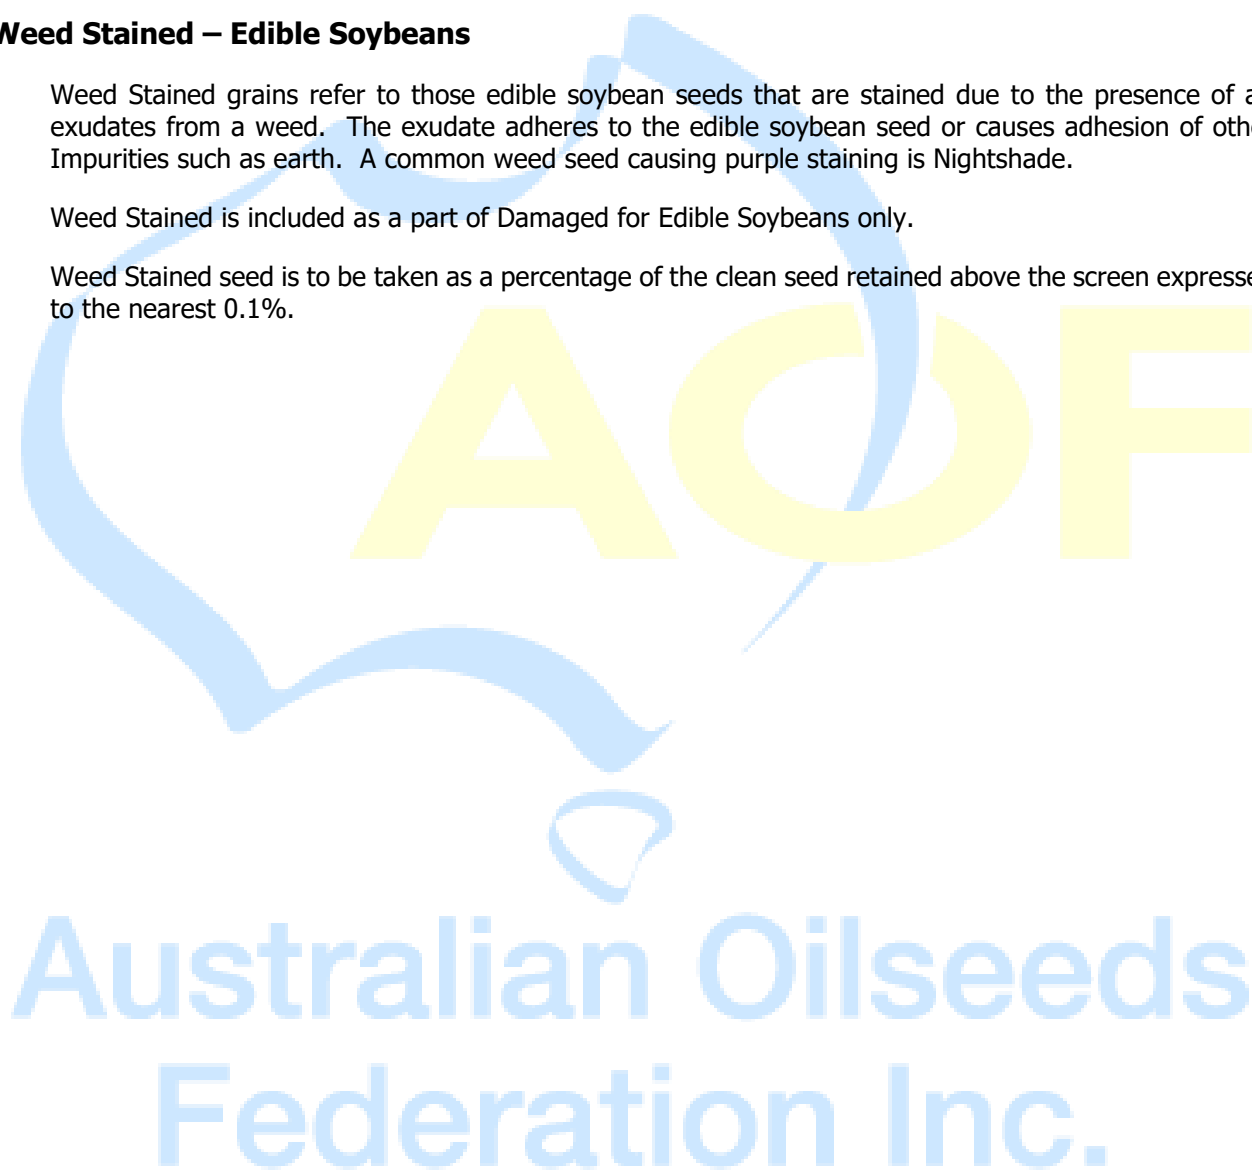 Weed Stained – Edible Soybeans
Weed Stained grains refer to those edible soybean seeds that are stained due to the presence of a
exudates from a weed. The exudate adheres to the edible soybean seed or causes adhesion of oth
Impurities such as earth. A common weed seed causing purple staining is Nightshade.
Weed Stained is included as a part of Damaged for Edible Soybeans only.
Weed Stained seed is to be taken as a percentage of the clean seed retained above the screen expresse
to the nearest 0.1%.
AOF
Australian Oilseeds
Federation Inc.